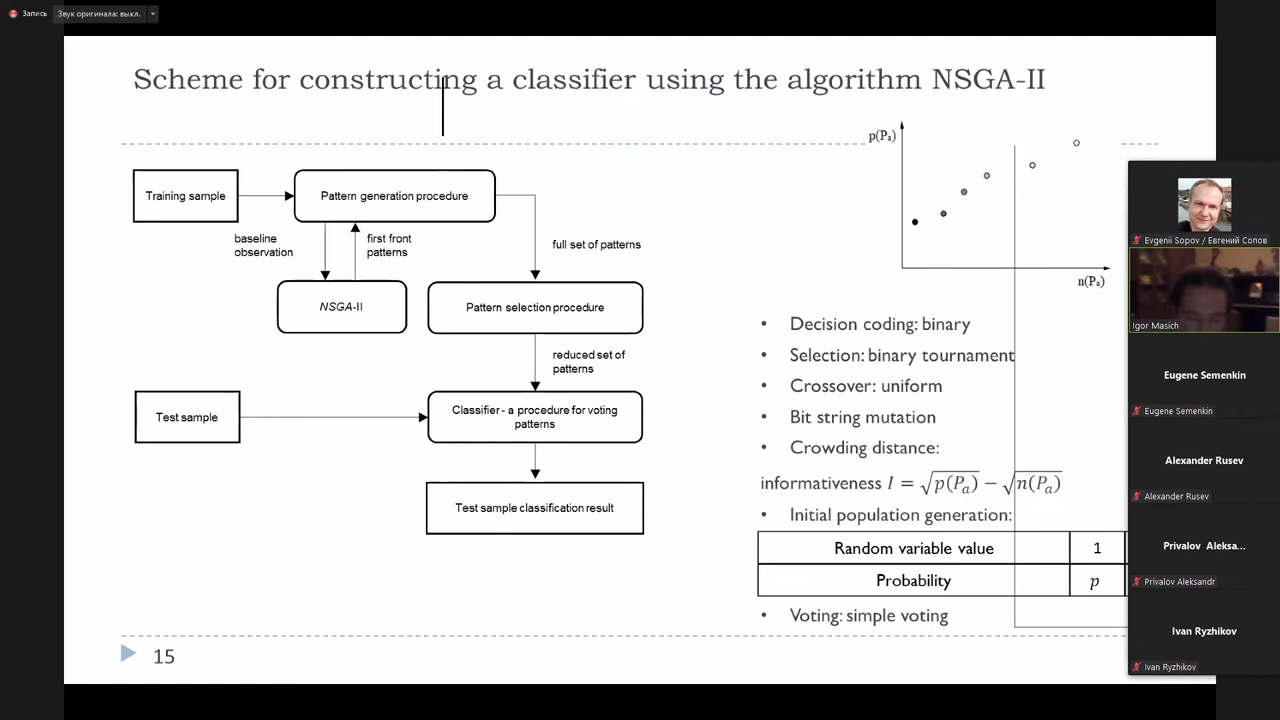 Запись
Звук оригинала: выкл.
Scheme for constructing a classifier using the algorithm NSGA-II
Training sample
Pattern generation procedure
baseline
observation
first front
patterns
full set of patterns
NSGA-II
Pattern selection procedure
reduced set of
patterns
Test sample
Classifier - a procedure for voting
patterns
Test sample classification result
p(Pₐ)
n(Pₐ)
• Decision coding: binary
• Selection: binary tournament
• Crossover: uniform
• Bit string mutation
• Crowding distance:
informativeness I = √p(Pₐ) − √n(Pₐ)
• Initial population generation:
Random variable value 1
Probability p
• Voting: simple voting
15
Evgenii Sopov / Евгений Сопов
Igor Masich
Eugene Semenkin
Eugene Semenkin
Alexander Rusev
Alexander Rusev
Privalov Aleksa...
Privalov Aleksandr
Ivan Ryzhikov
Ivan Ryzhikov